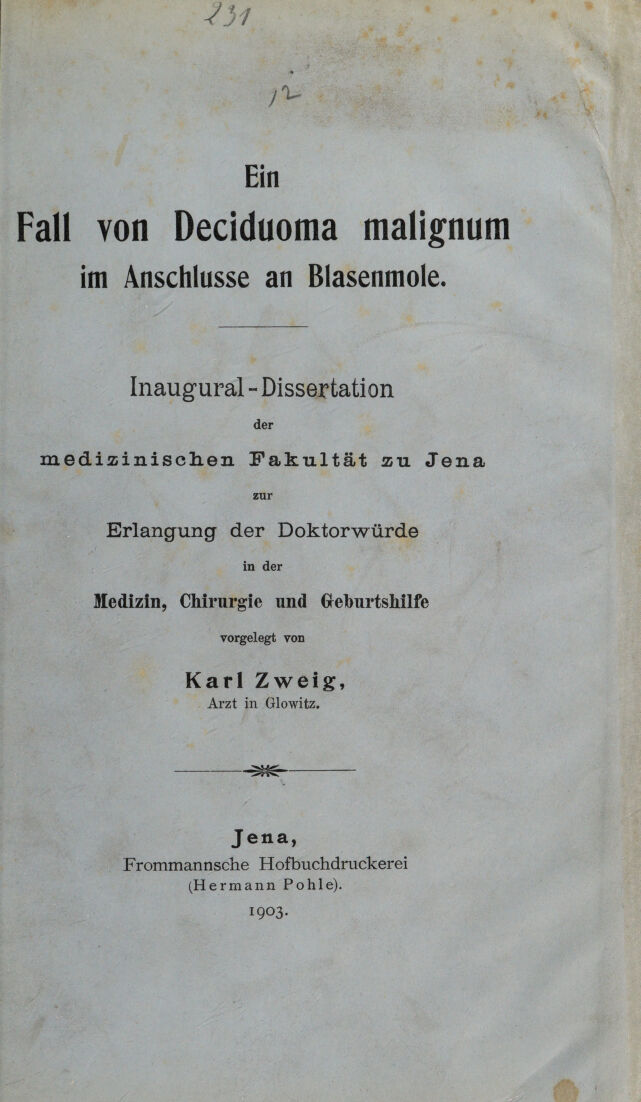 231
12
Ein
Fall von Deciduoma malignum
im Anschlusse an Blasenmole.
Inaugural-Dissertation
der
medizinischen Fakultät zu Jena
zur
Erlangung der Doktorwürde
in der
Medizin, Chirurgie und Geburtshilfe
vorgelegt von
Karl Zweig,
Arzt in Glowitz.
Jena,
Frommannsche Hofbuchdruckerei
(Hermann Pohle).
1903.